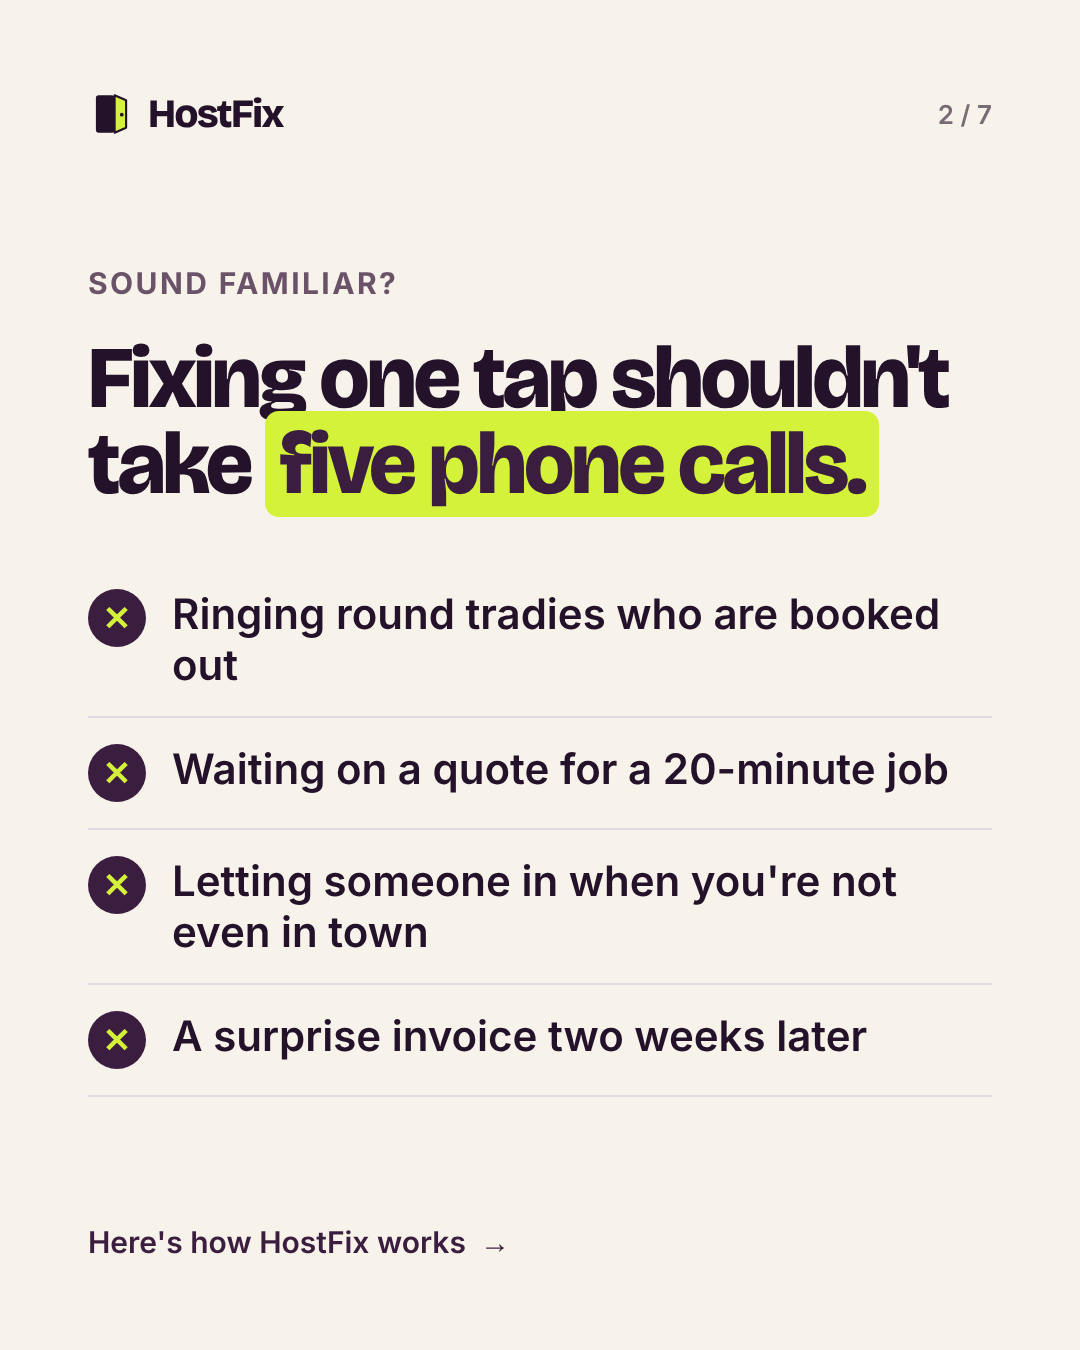 HostFix
2 / 7
SOUND FAMILIAR?
Fixing one tap shouldn't
take five phone calls.
Ringing round tradies who are booked
out
Waiting on a quote for a 20-minute job
Letting someone in when you're not
even in town
A surprise invoice two weeks later
Here's how HostFix works →